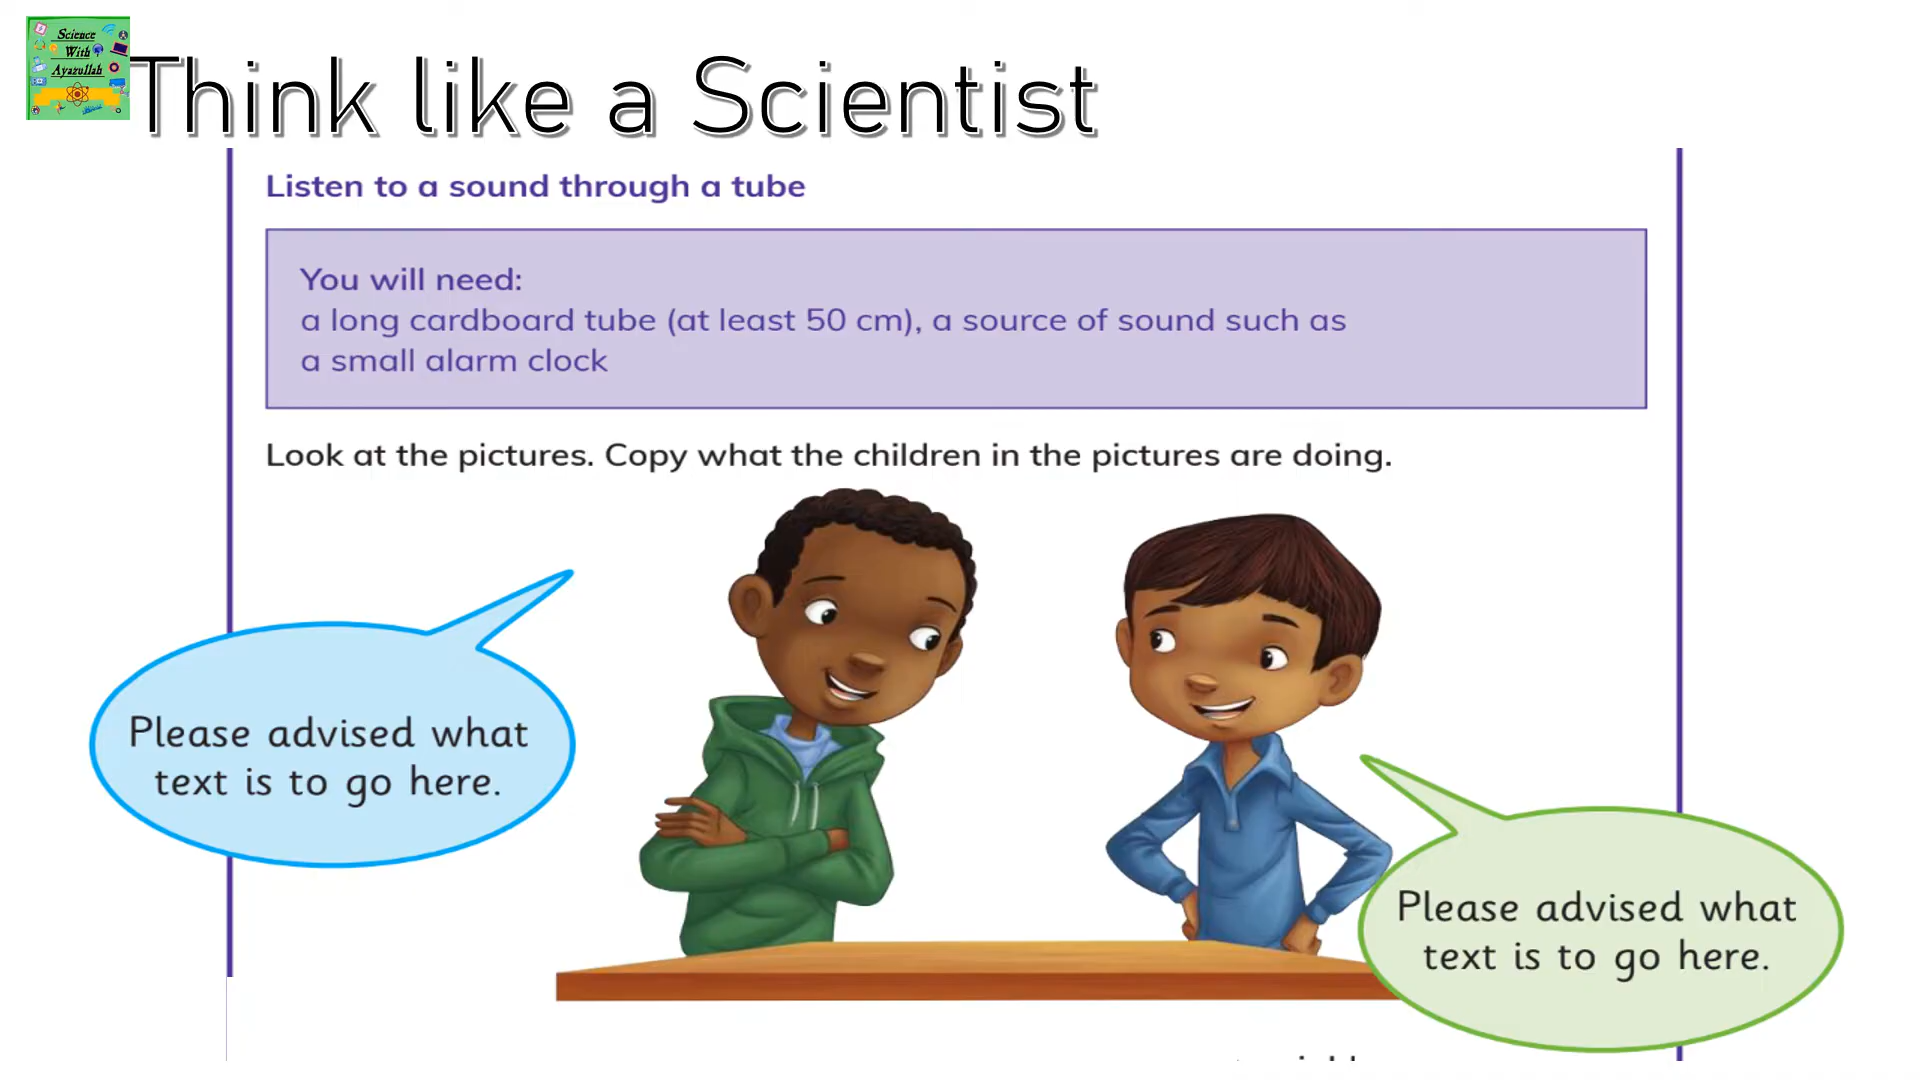 Science
With
Ayazullah
Think like a Scientist
Listen to a sound through a tube
You will need:
a long cardboard tube (at least 50 cm), a source of sound such as
a small alarm clock
Look at the pictures. Copy what the children in the pictures are doing.
Please advised what
text is to go here.
Please advised what
text is to go here.